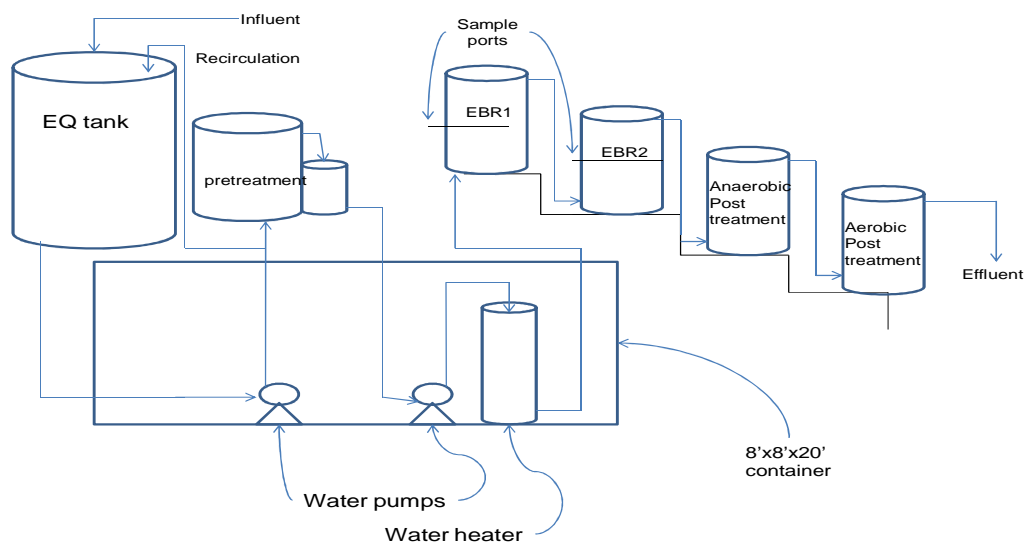 Influent
Recirculation
EQ tank
pretreatment
Sample
ports
EBR1
EBR2
Anaerobic
Post
treatment
Aerobic
Post
treatment
Effluent
8'x8'x20'
container
Water pumps
Water heater